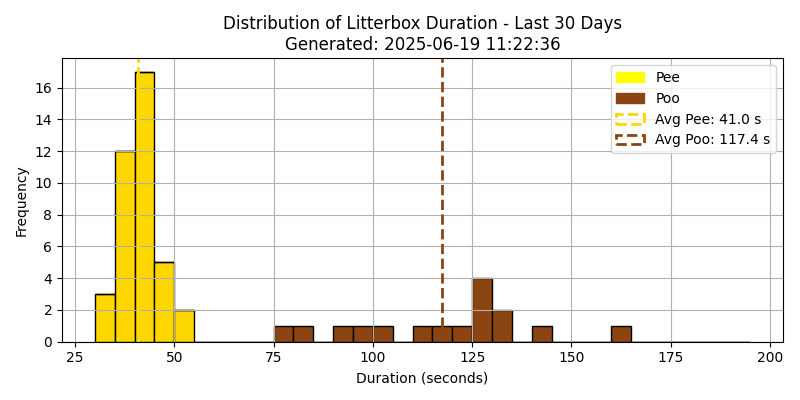 Distribution of Litterbox Duration - Last 30 Days
Generated: 2025-06-19 11:22:36
Pee
Poo
Avg Pee: 41.0 s
Avg Poo: 117.4 s
Frequency
16
14
12
10
8
6
4
2
0
25 50 75 100 125 150 175 200
Duration (seconds)